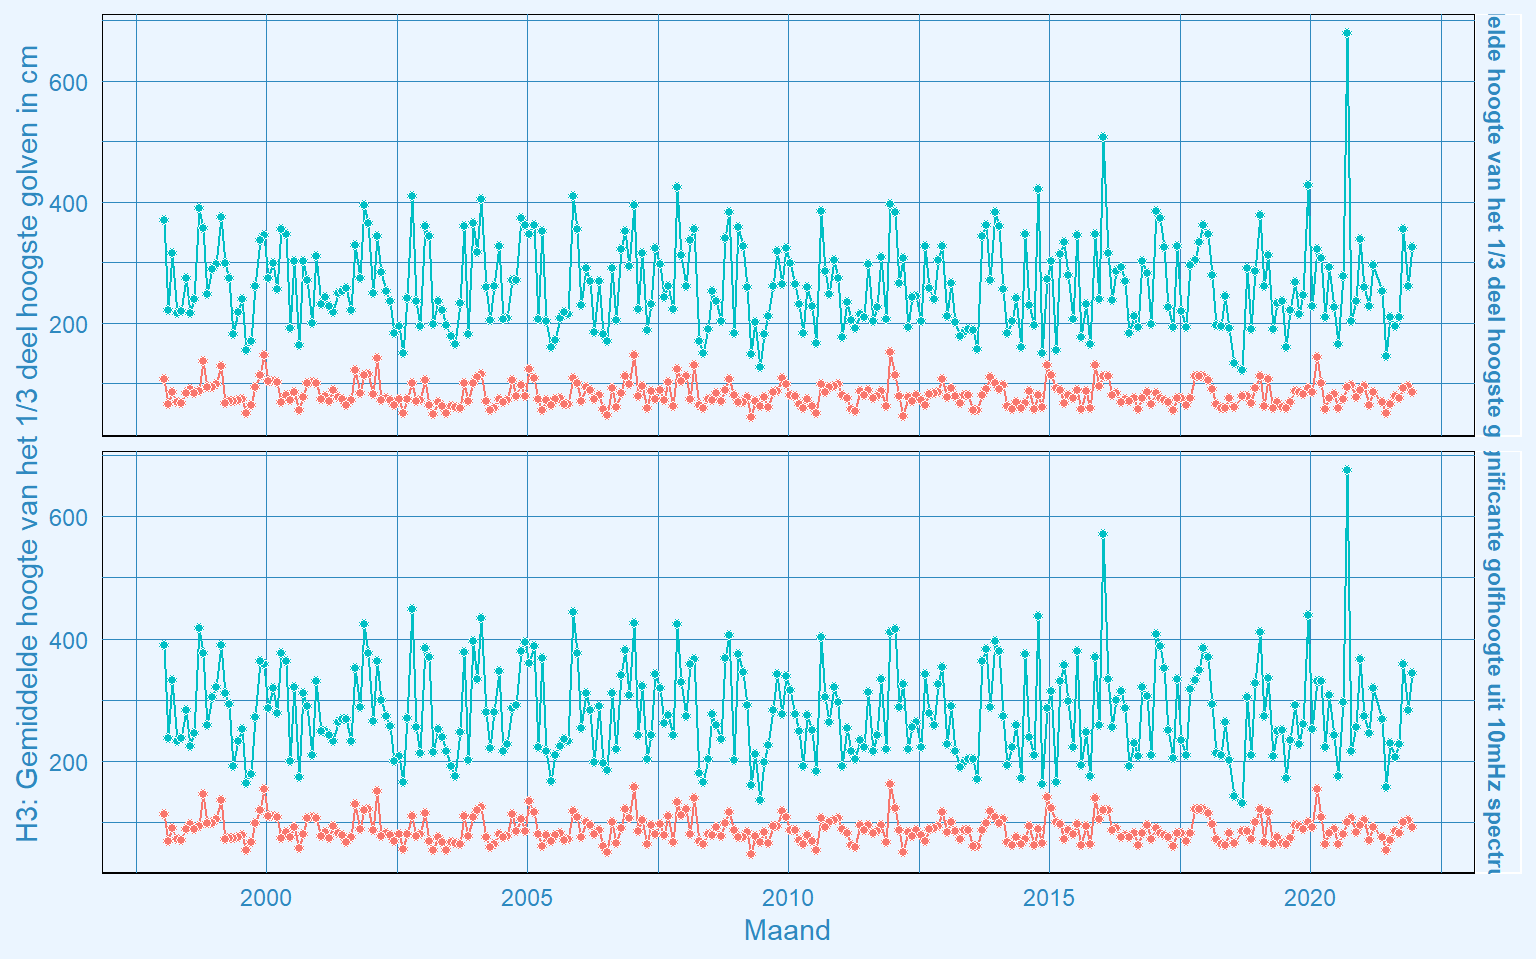 H3: Gemiddelde hoogte van het 1/3 deel hoogste golven in cm
600
400
200
elde hoogte van het 1/3 deel hoogste g
600
400
200
nificante golfhoogte uit 10mHz spectru
2000
2005
2010
2015
2020
Maand